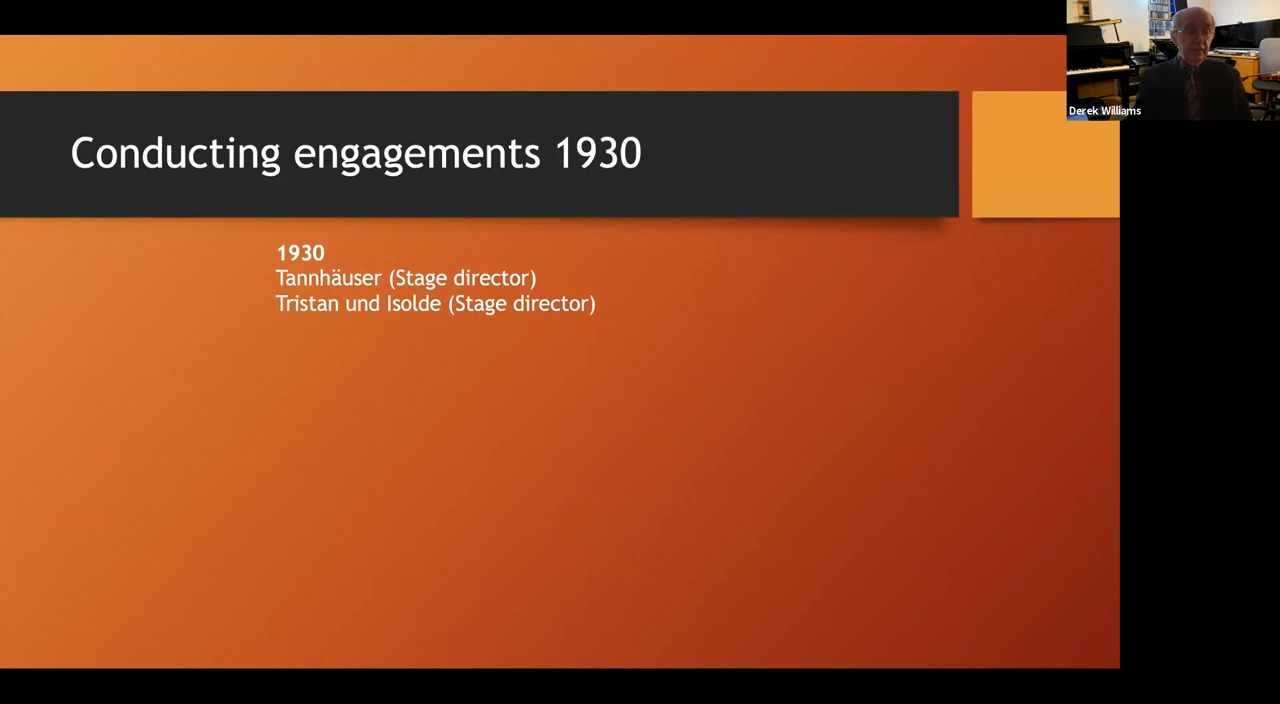 Conducting engagements 1930
1930
Tannhäuser (Stage director)
Tristan und Isolde (Stage director)
Derek Williams